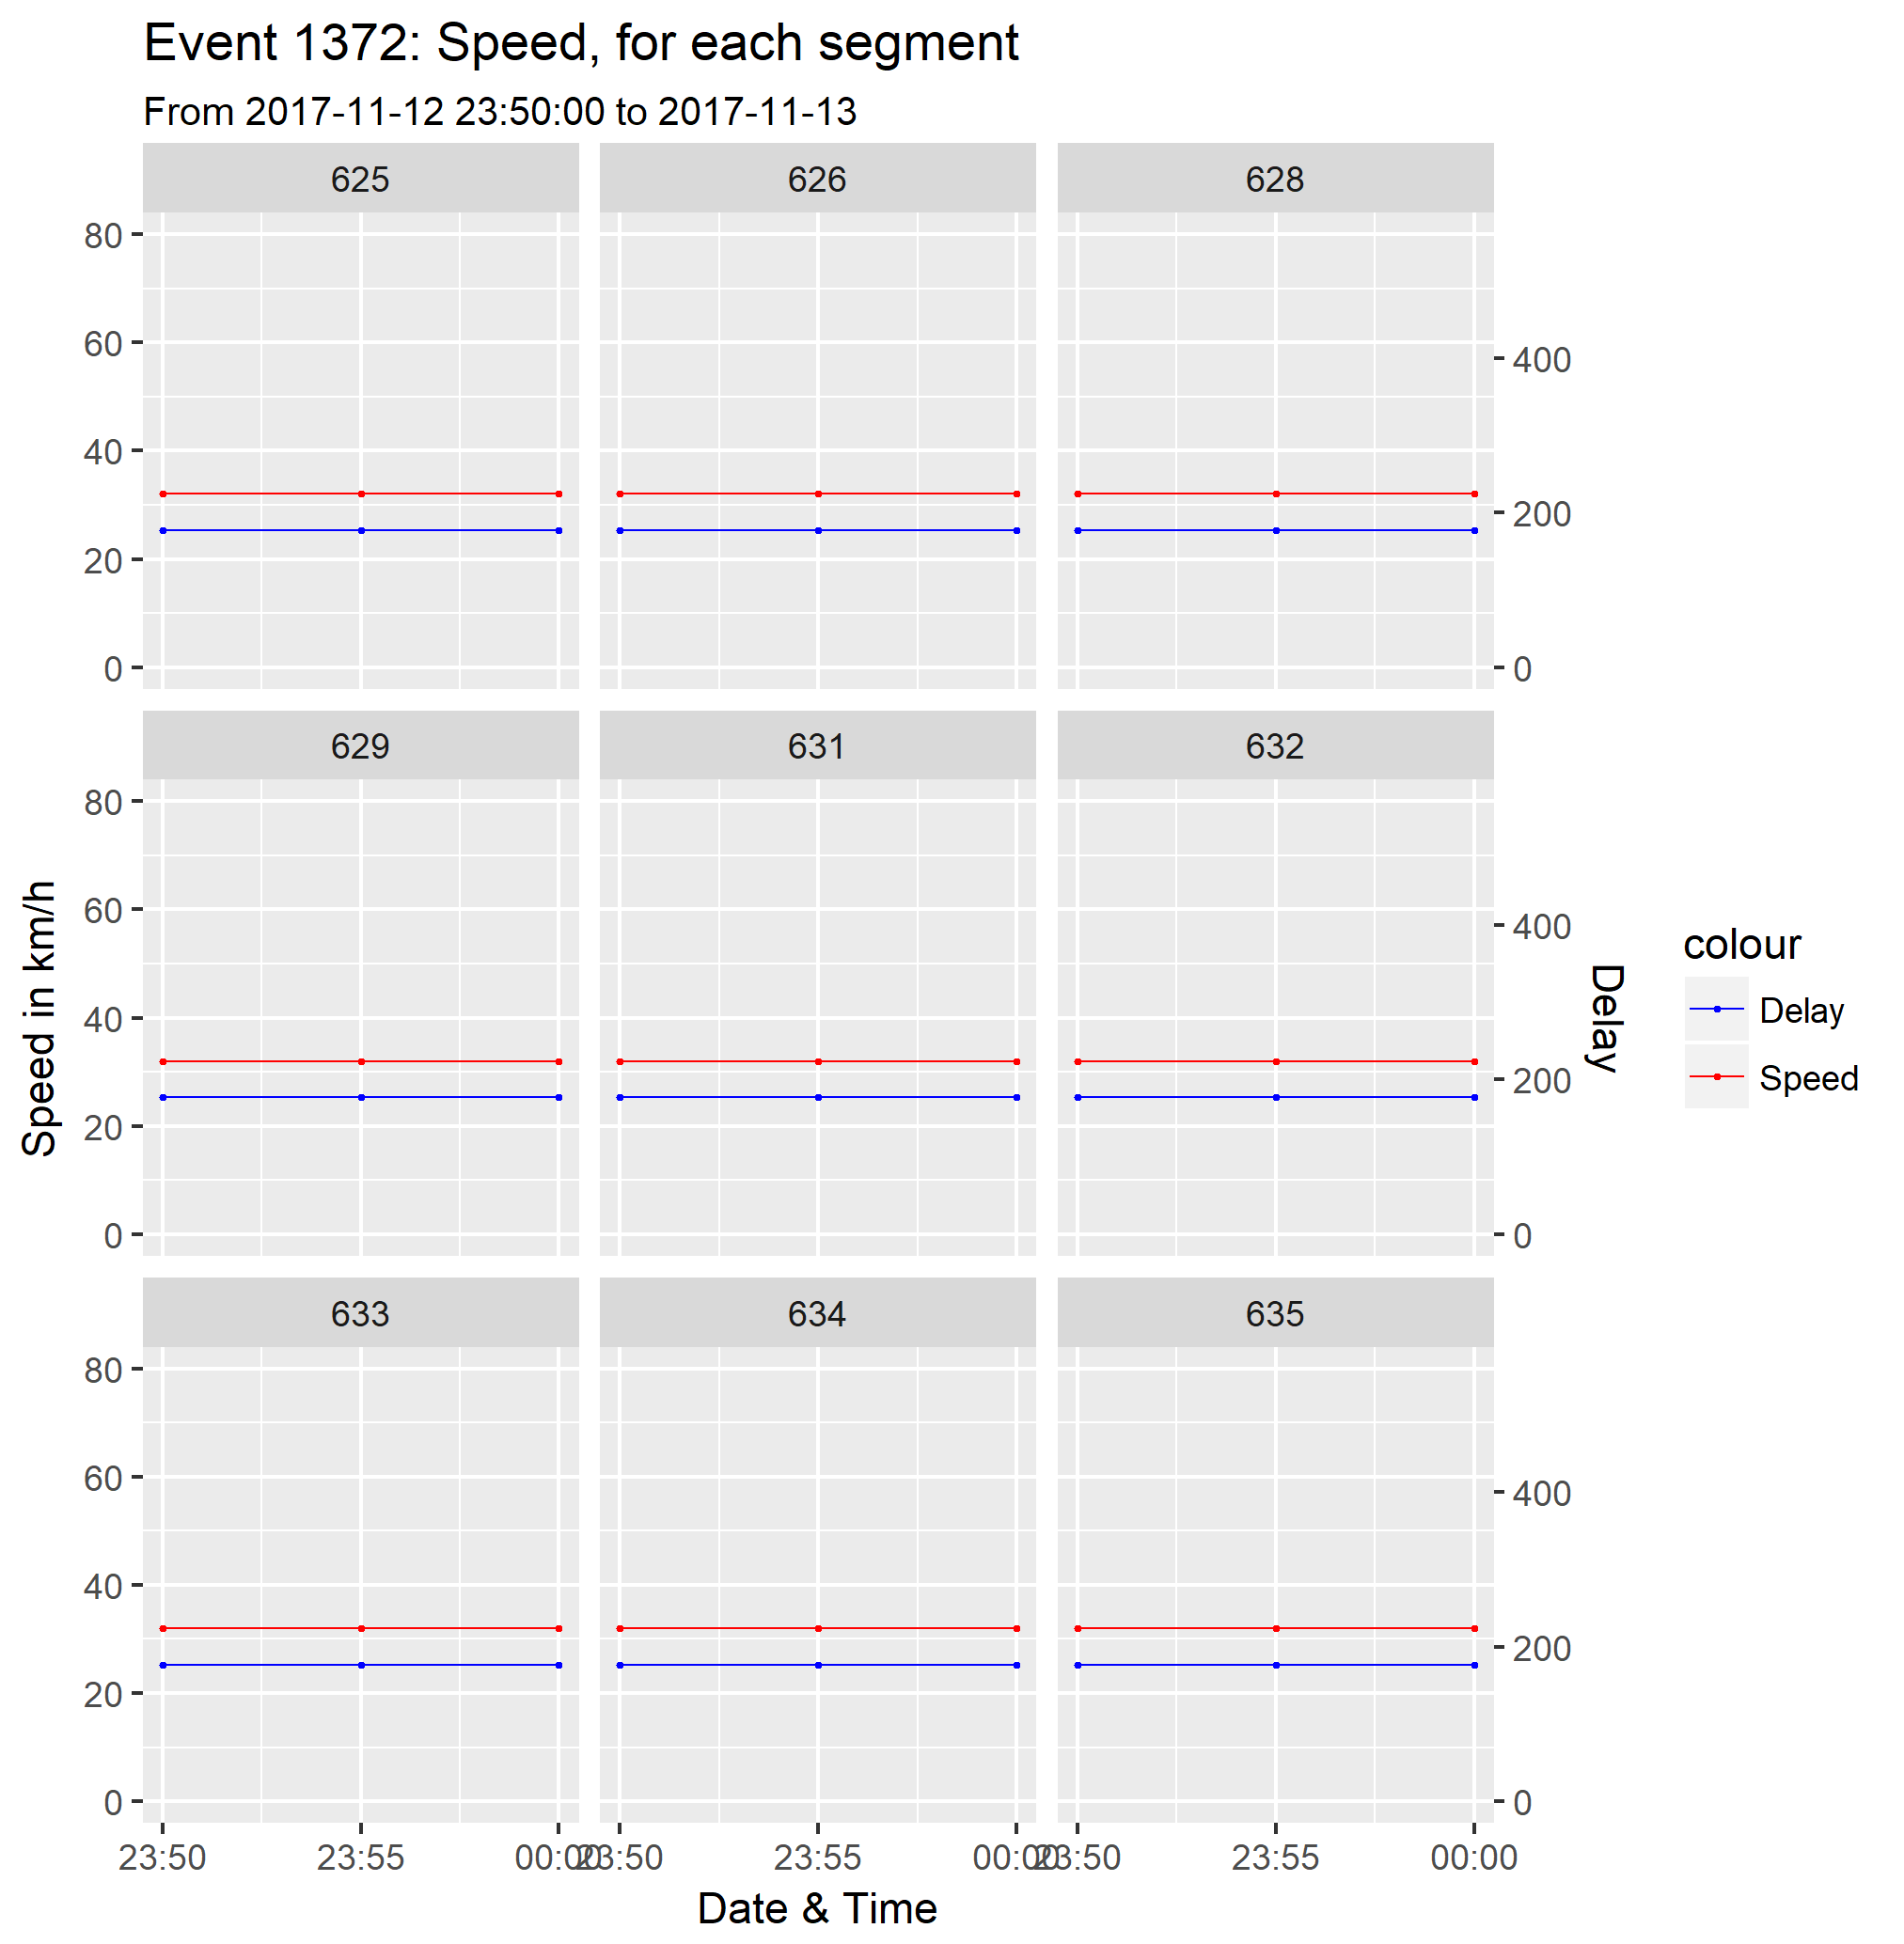 Event 1372: Speed, for each segment
From 2017-11-12 23:50:00 to 2017-11-13
625 626 628
80
60
40
20
0
400
200
0
629 631 632
80
60
40
20
0
400
200
0
633 634 635
80
60
40
20
0
400
200
0
23:50 23:55 00:00 23:50 23:55 00:00 23:50 23:55 00:00
Date & Time
Speed in km/h
Delay
colour
Delay
Speed